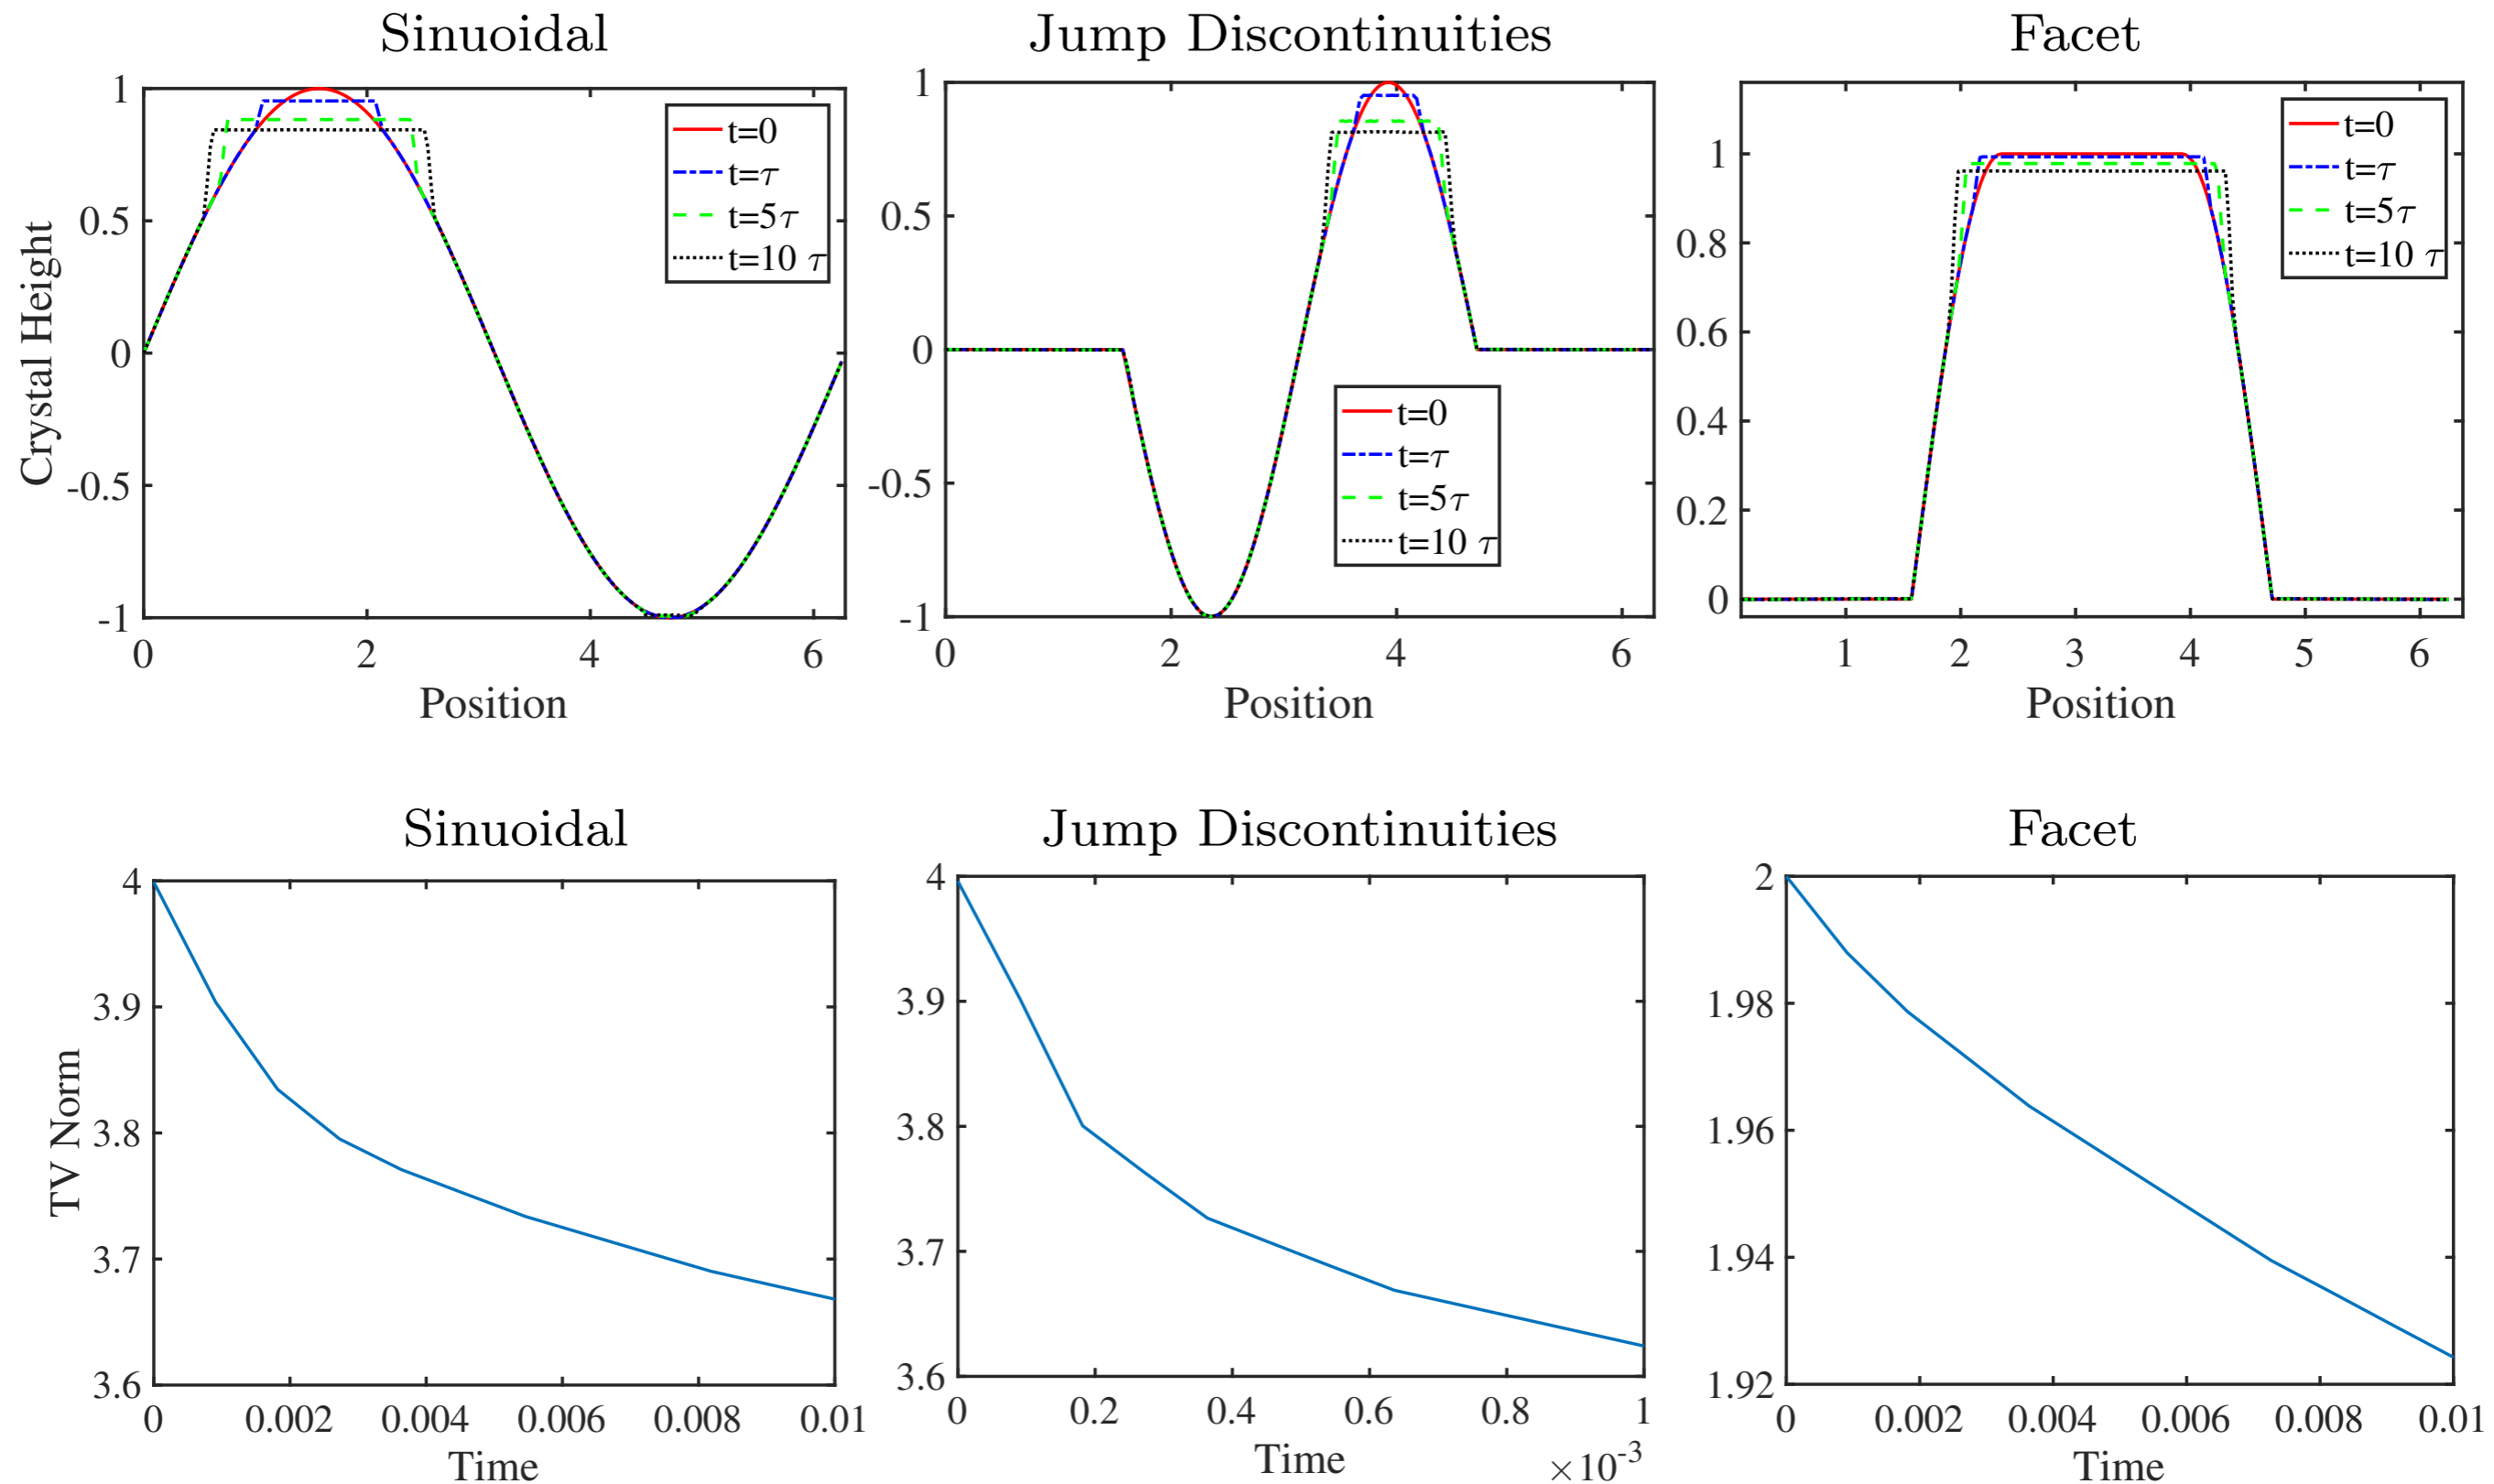 Sinuoidal
Jump Discontinuities
Facet
Crystal Height
1
0.5
0
-0.5
-1
0 2 4 6
Position
t=0
t=τ
t=5τ
t=10 τ
1
0.5
0
-0.5
-1
0 2 4 6
Position
t=0
t=τ
t=5τ
t=10 τ
1
0.8
0.6
0.4
0.2
0
1 2 3 4 5 6
Position
t=0
t=τ
t=5τ
t=10 τ
Sinuoidal
Jump Discontinuities
Facet
TV Norm
4
3.9
3.8
3.7
3.6
0 0.002 0.004 0.006 0.008 0.01
Time
4
3.9
3.8
3.7
3.6
0 0.2 0.4 0.6 0.8 1
Time
×10-3
2
1.98
1.96
1.94
1.92
0 0.002 0.004 0.006 0.008 0.01
Time